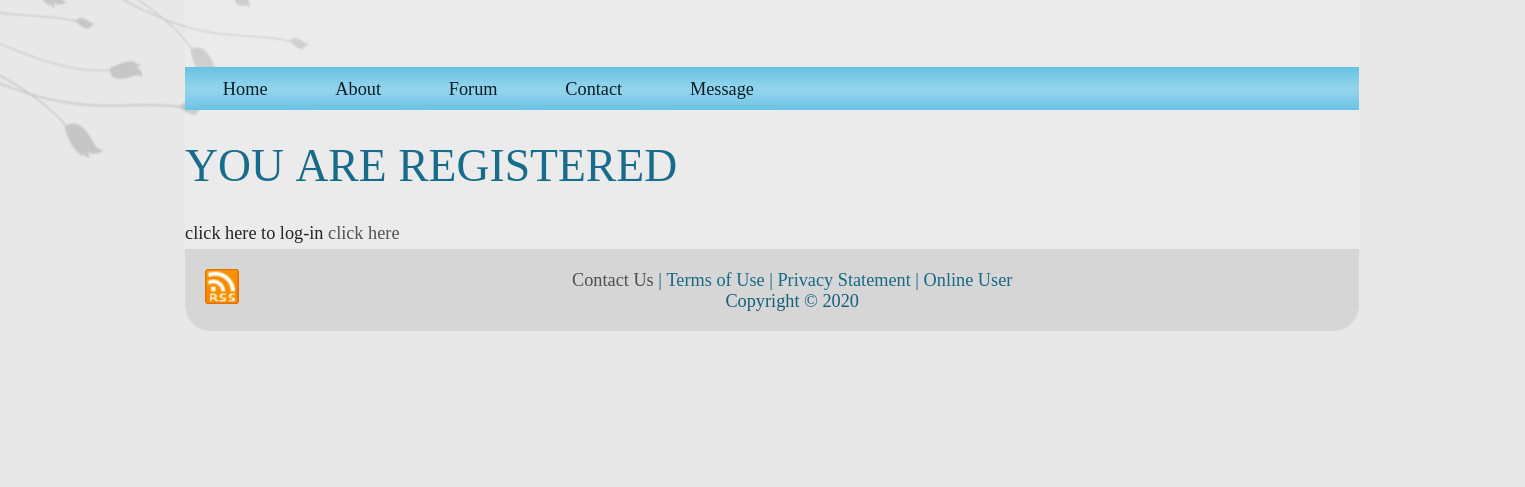 Home About Forum Contact Message
YOU ARE REGISTERED
click here to log-in click here
RSS
Contact Us | Terms of Use | Privacy Statement | Online User
Copyright © 2020